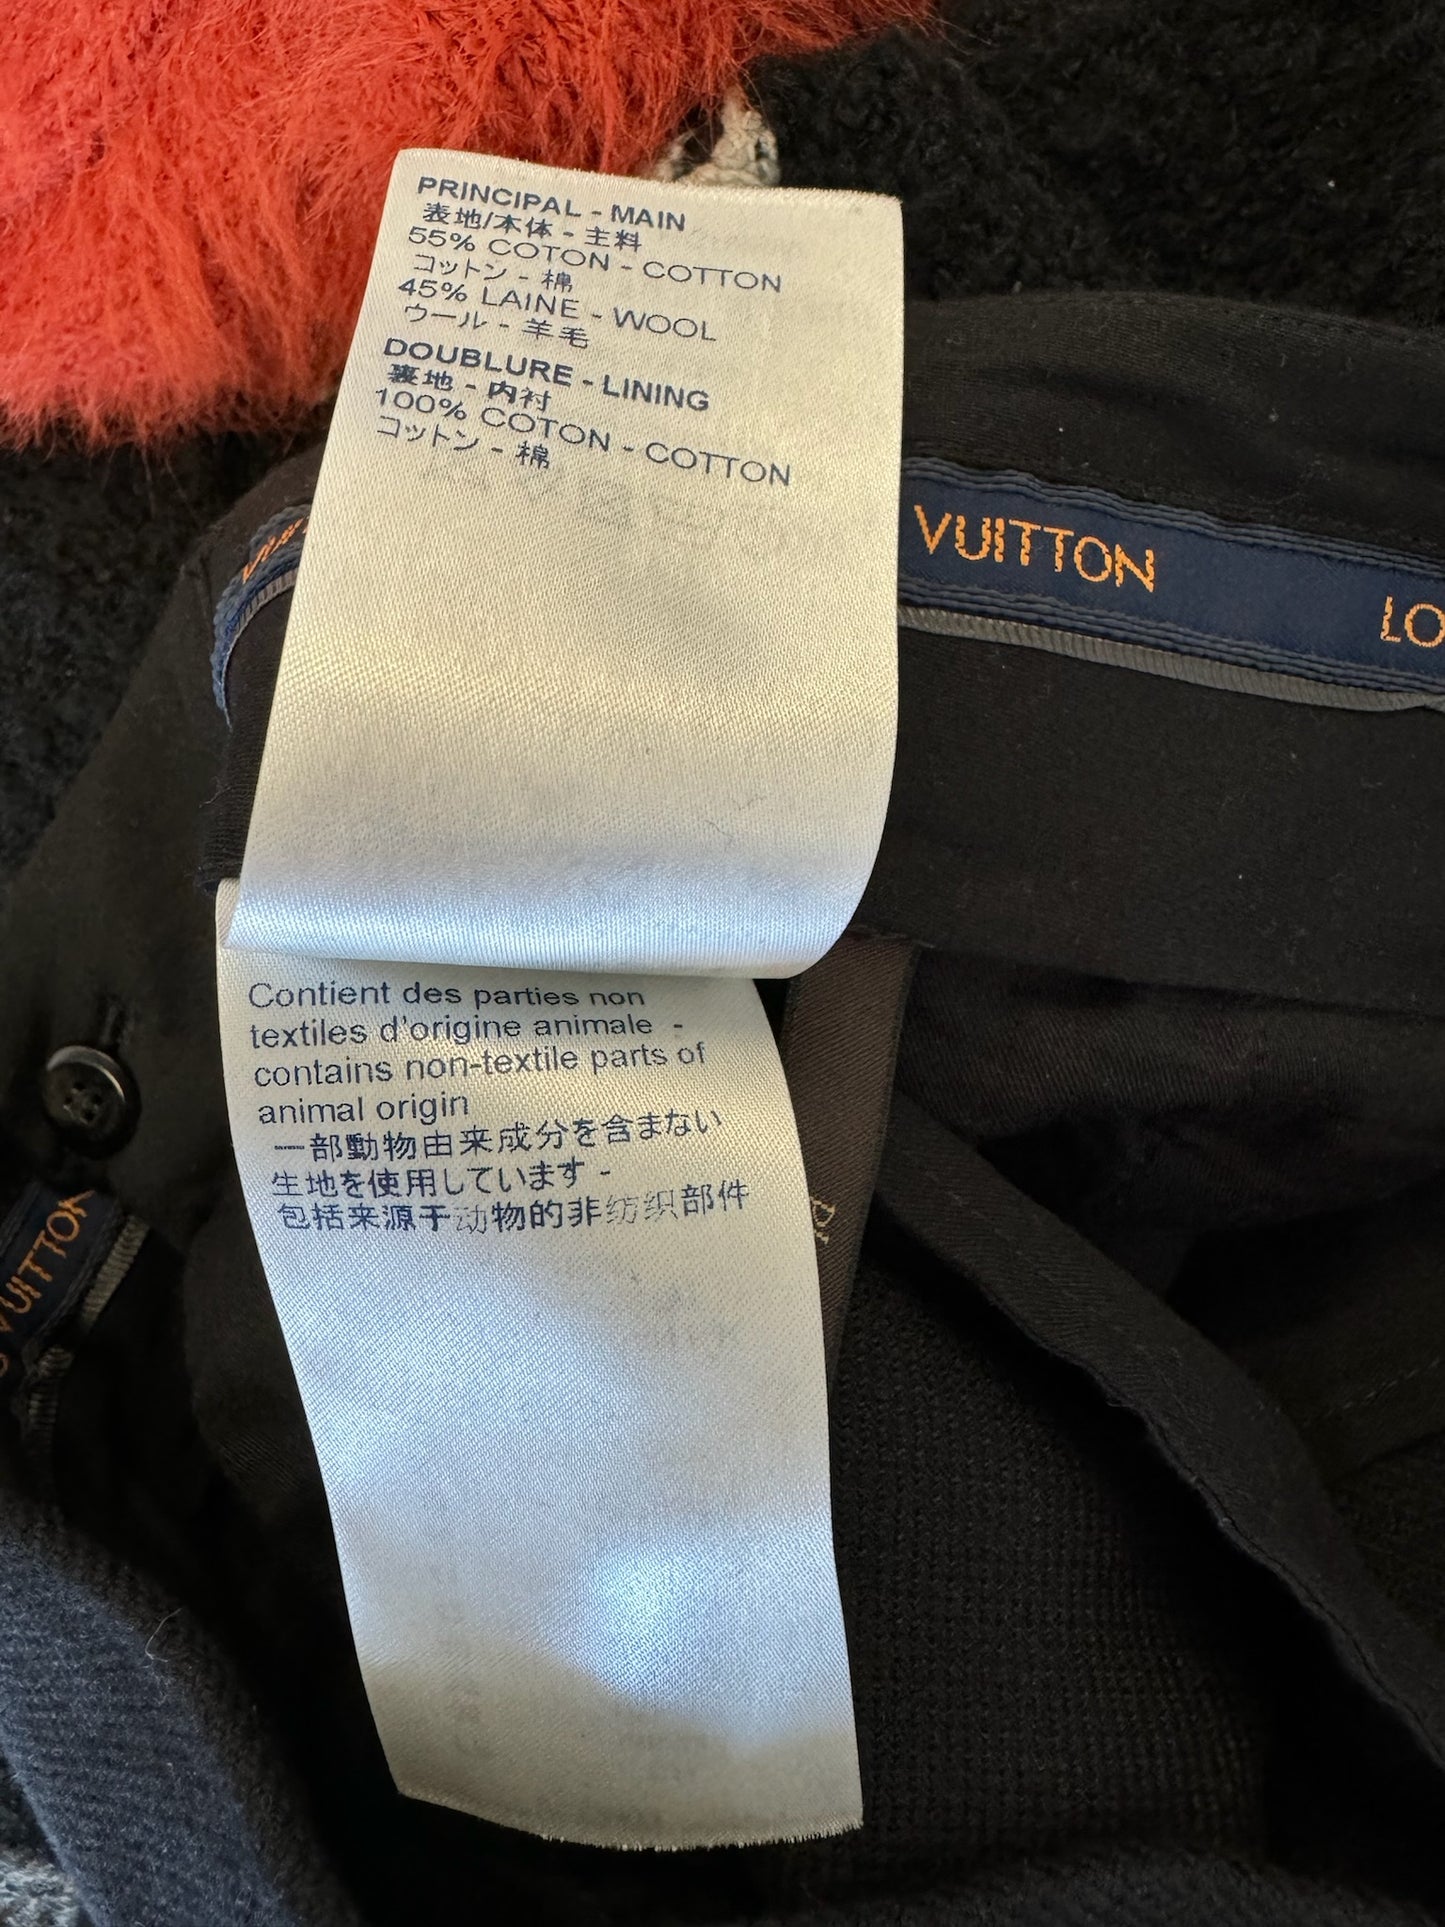 PRINCIPAL - MAIN
表地/本体 - 主料
55% COTON - COTTON
コットン - 棉
45% LAINE - WOOL
ウール - 羊毛
DOUBLURE - LINING
裏地 - 内衬
100% COTON - COTTON
コットン - 棉
VUITTON
LO
Contient des parties non
textiles d'origine animale -
contains non-textile parts of
animal origin
一部動物由来成分を含まない
生地を使用しています -
包括来源于动物的非纺织部件
VUITTON